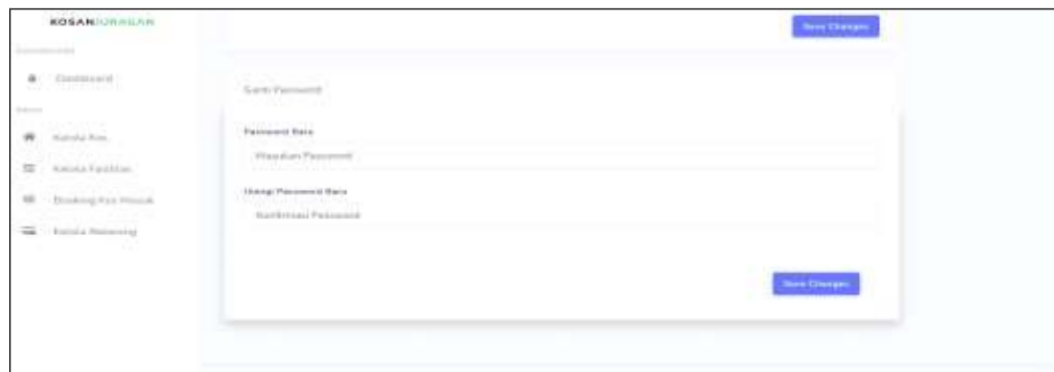 KOSANJURAGAN
Save Changes
Dashboard
Ganti Password
Password Baru
Kelola Kos
Masukan Password
Kelola Fasilitas
Ulangi Password Baru
Booking Kos Masuk
Konfirmasi Password
Kelola Rekening
Save Changes